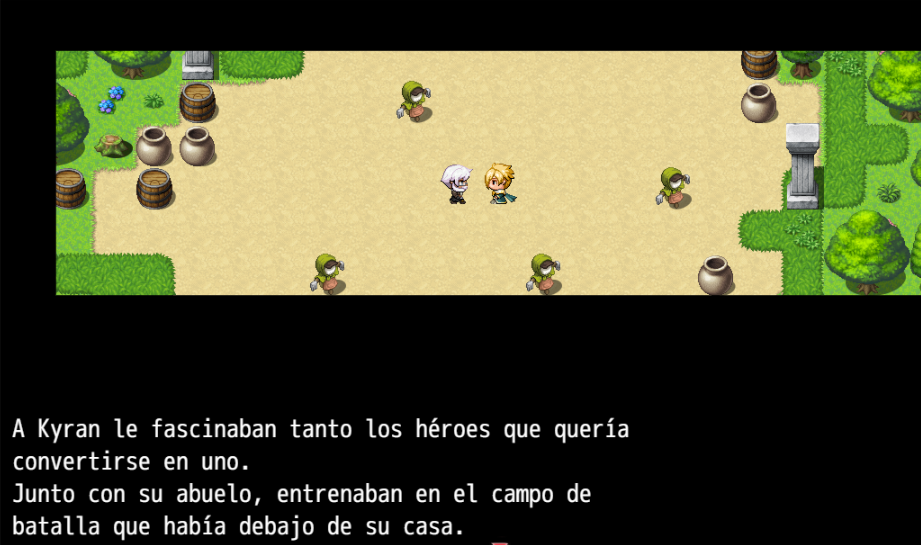 A Kyran le fascinaban tanto los héroes que quería
convertirse en uno.
Junto con su abuelo, entrenaban en el campo de
batalla que había debajo de su casa.